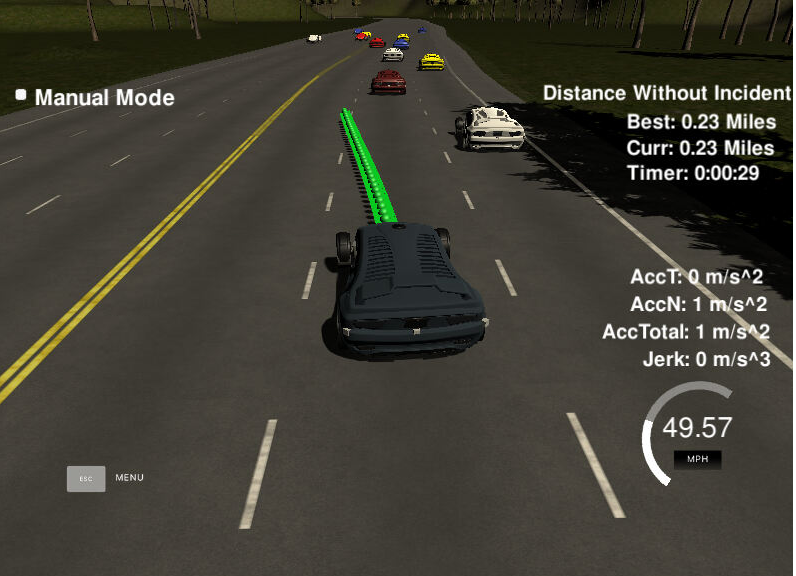 Manual Mode
Distance Without Incident
Best: 0.23 Miles
Curr: 0.23 Miles
Timer: 0:00:29
AccT: 0 m/s^2
AccN: 1 m/s^2
AccTotal: 1 m/s^2
Jerk: 0 m/s^3
49.57
MPH
ESC MENU